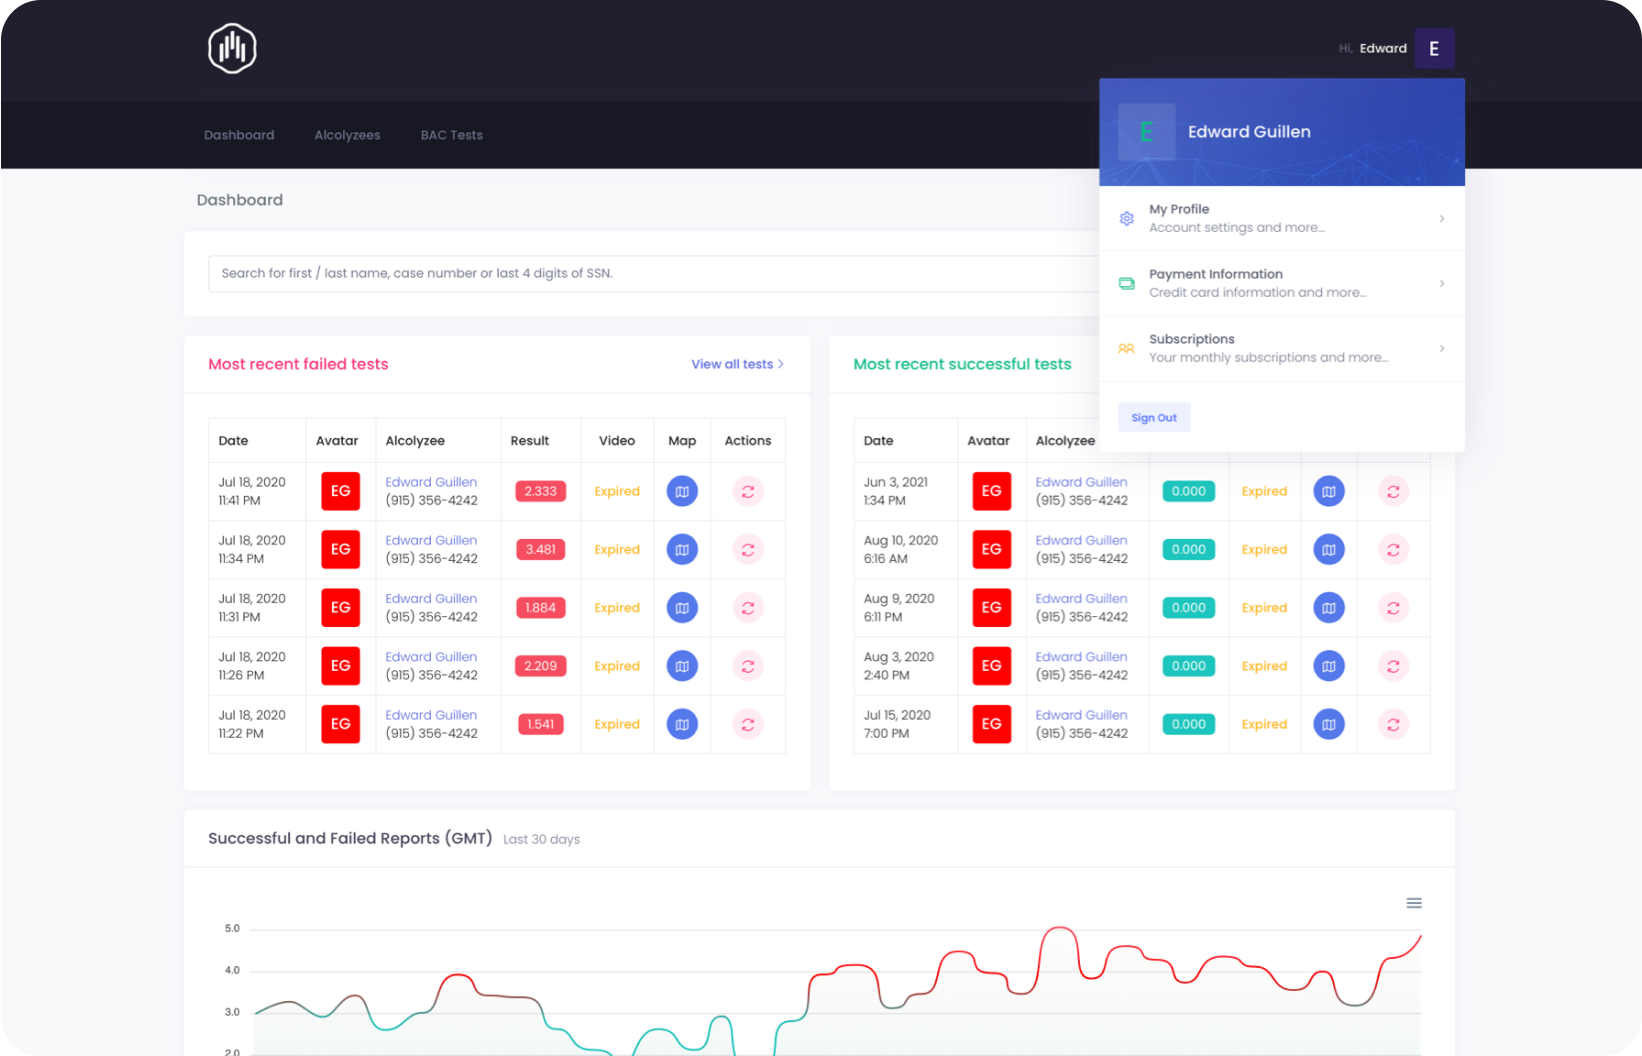 Hi, Edward E
E Edward Guillen
Dashboard Alcolyzees BAC Tests
My Profile
Account settings and more...
Payment Information
Credit card information and more...
Subscriptions
Your monthly subscriptions and more...
Sign Out
Dashboard
Search for first / last name, case number or last 4 digits of SSN.
Most recent failed tests View all tests
Date Avatar Alcolyzee Result Video Map Actions
Jul 18, 2020 EG Edward Guillen 2.333 Expired
11:41 PM (915) 356-4242
Jul 18, 2020 EG Edward Guillen 3.481 Expired
11:34 PM (915) 356-4242
Jul 18, 2020 EG Edward Guillen 1.884 Expired
11:31 PM (915) 356-4242
Jul 18, 2020 EG Edward Guillen 2.209 Expired
11:26 PM (915) 356-4242
Jul 18, 2020 EG Edward Guillen 1.541 Expired
11:22 PM (915) 356-4242
Most recent successful tests
Date Avatar Alcolyzee
Jun 3, 2021 EG Edward Guillen 0.000 Expired
1:34 PM (915) 356-4242
Aug 10, 2020 EG Edward Guillen 0.000 Expired
6:16 AM (915) 356-4242
Aug 9, 2020 EG Edward Guillen 0.000 Expired
6:11 PM (915) 356-4242
Aug 3, 2020 EG Edward Guillen 0.000 Expired
2:40 PM (915) 356-4242
Jul 15, 2020 EG Edward Guillen 0.000 Expired
7:00 PM (915) 356-4242
Successful and Failed Reports (GMT) Last 30 days
5.0
4.0
3.0
2.0